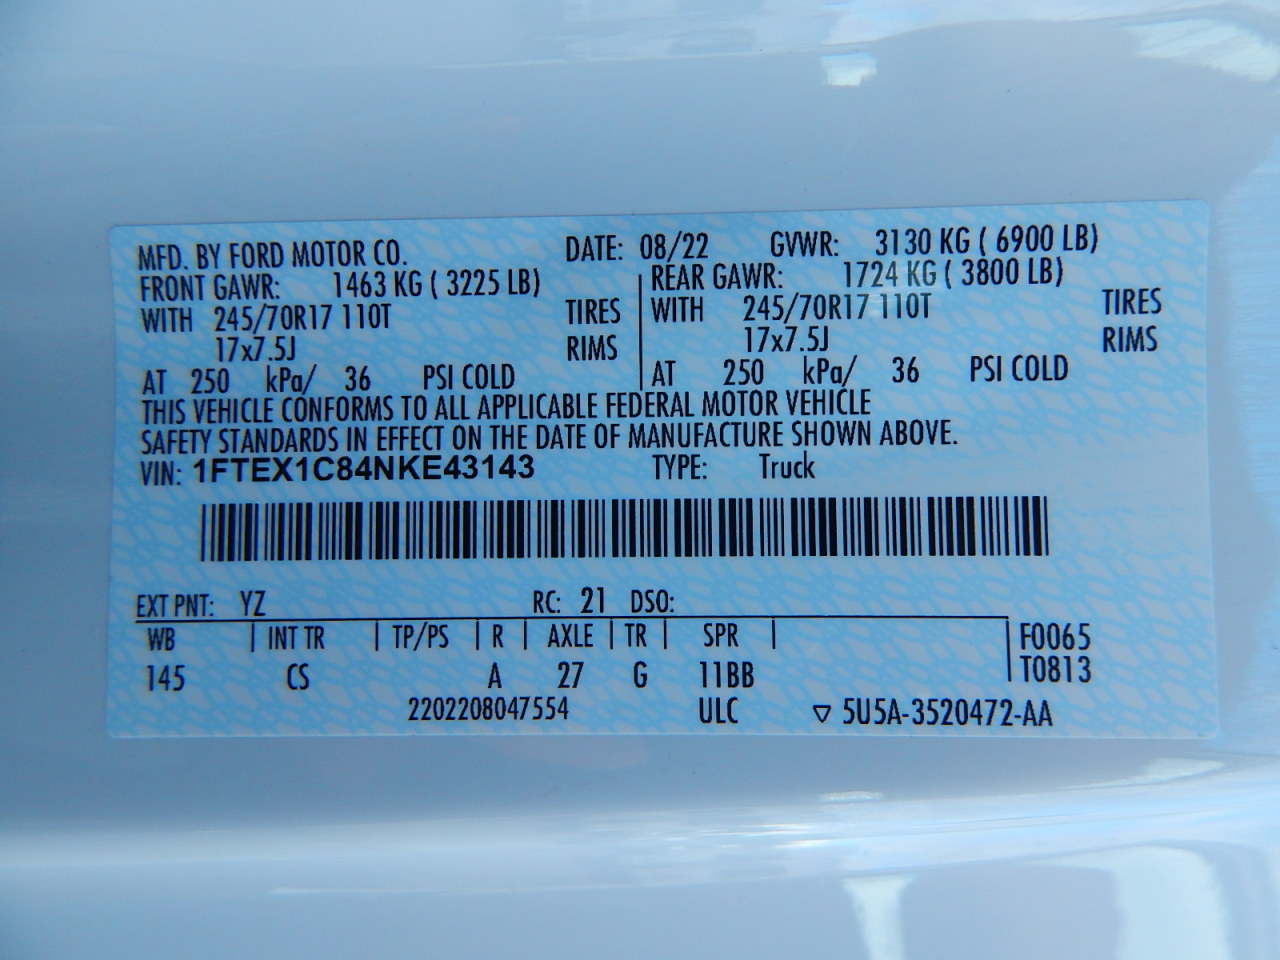 MFD. BY FORD MOTOR CO. DATE: 08/22 GVWR: 3130 KG ( 6900 LB)
FRONT GAWR: 1463 KG ( 3225 LB) REAR GAWR: 1724 KG ( 3800 LB)
WITH 245/70R17 110T TIRES WITH 245/70R17 110T TIRES
17x7.5J RIMS 17x7.5J RIMS
AT 250 kPa/ 36 PSI COLD AT 250 kPa/ 36 PSI COLD
THIS VEHICLE CONFORMS TO ALL APPLICABLE FEDERAL MOTOR VEHICLE
SAFETY STANDARDS IN EFFECT ON THE DATE OF MANUFACTURE SHOWN ABOVE.
VIN: 1FTEX1C84NKE43143 TYPE: Truck
EXT PNT: YZ RC: 21 DSO:
WB INT TR TP/PS R AXLE TR SPR F0065
145 CS A 27 G 11BB T0813
2202208047554 ULC ▽ 5U5A-3520472-AA